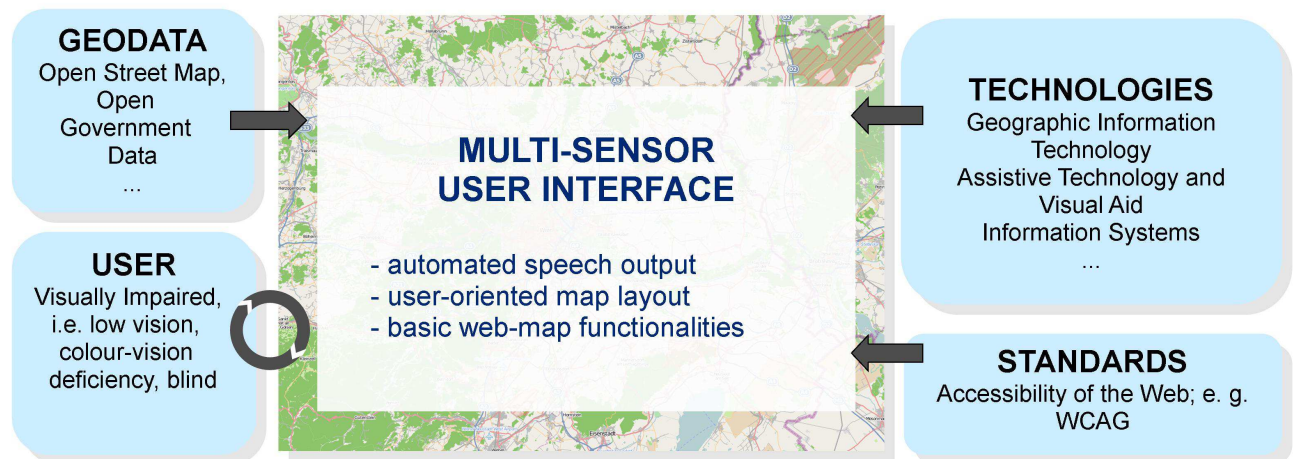 GEODATA
Open Street Map,
Open
Government
Data
...
USER
Visually Impaired,
i.e. low vision,
colour-vision
deficiency, blind
MULTI-SENSOR
USER INTERFACE
- automated speech output
- user-oriented map layout
- basic web-map functionalities
TECHNOLOGIES
Geographic Information
Technology
Assistive Technology and
Visual Aid
Information Systems
...
STANDARDS
Accessibility of the Web; e. g.
WCAG
Eisenstadt